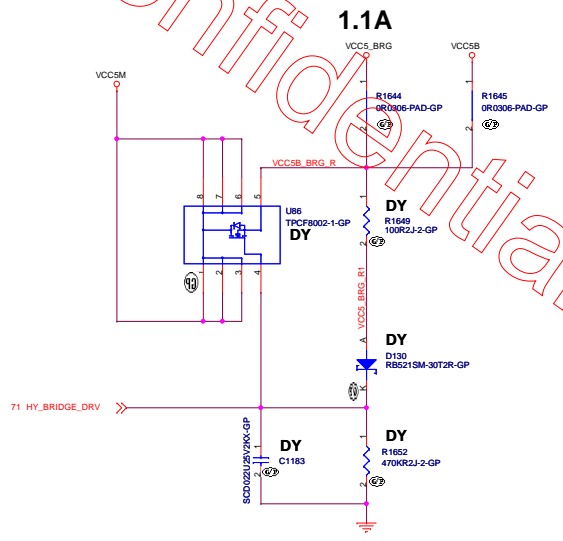 1.1A
VCC5_BRG
VCC5B
VCC5M
1
R1644
0R0306-PAD-GP
2
1
R1645
0R0306-PAD-GP
2
VCC5B_BRG_R
8
7
6
5
U86
TPCF8002-1-GP
DY
1
2
3
4
1
DY
R1649
100R2J-2-GP
2
VCC5_BRG_R1
A
DY
D130
RB521SM-30T2R-GP
K
71 HY_BRIDGE_DRV
SCD022U25V2KX-GP
1
DY
C1183
2
1
DY
R1652
470KR2J-2-GP
2
Confidential